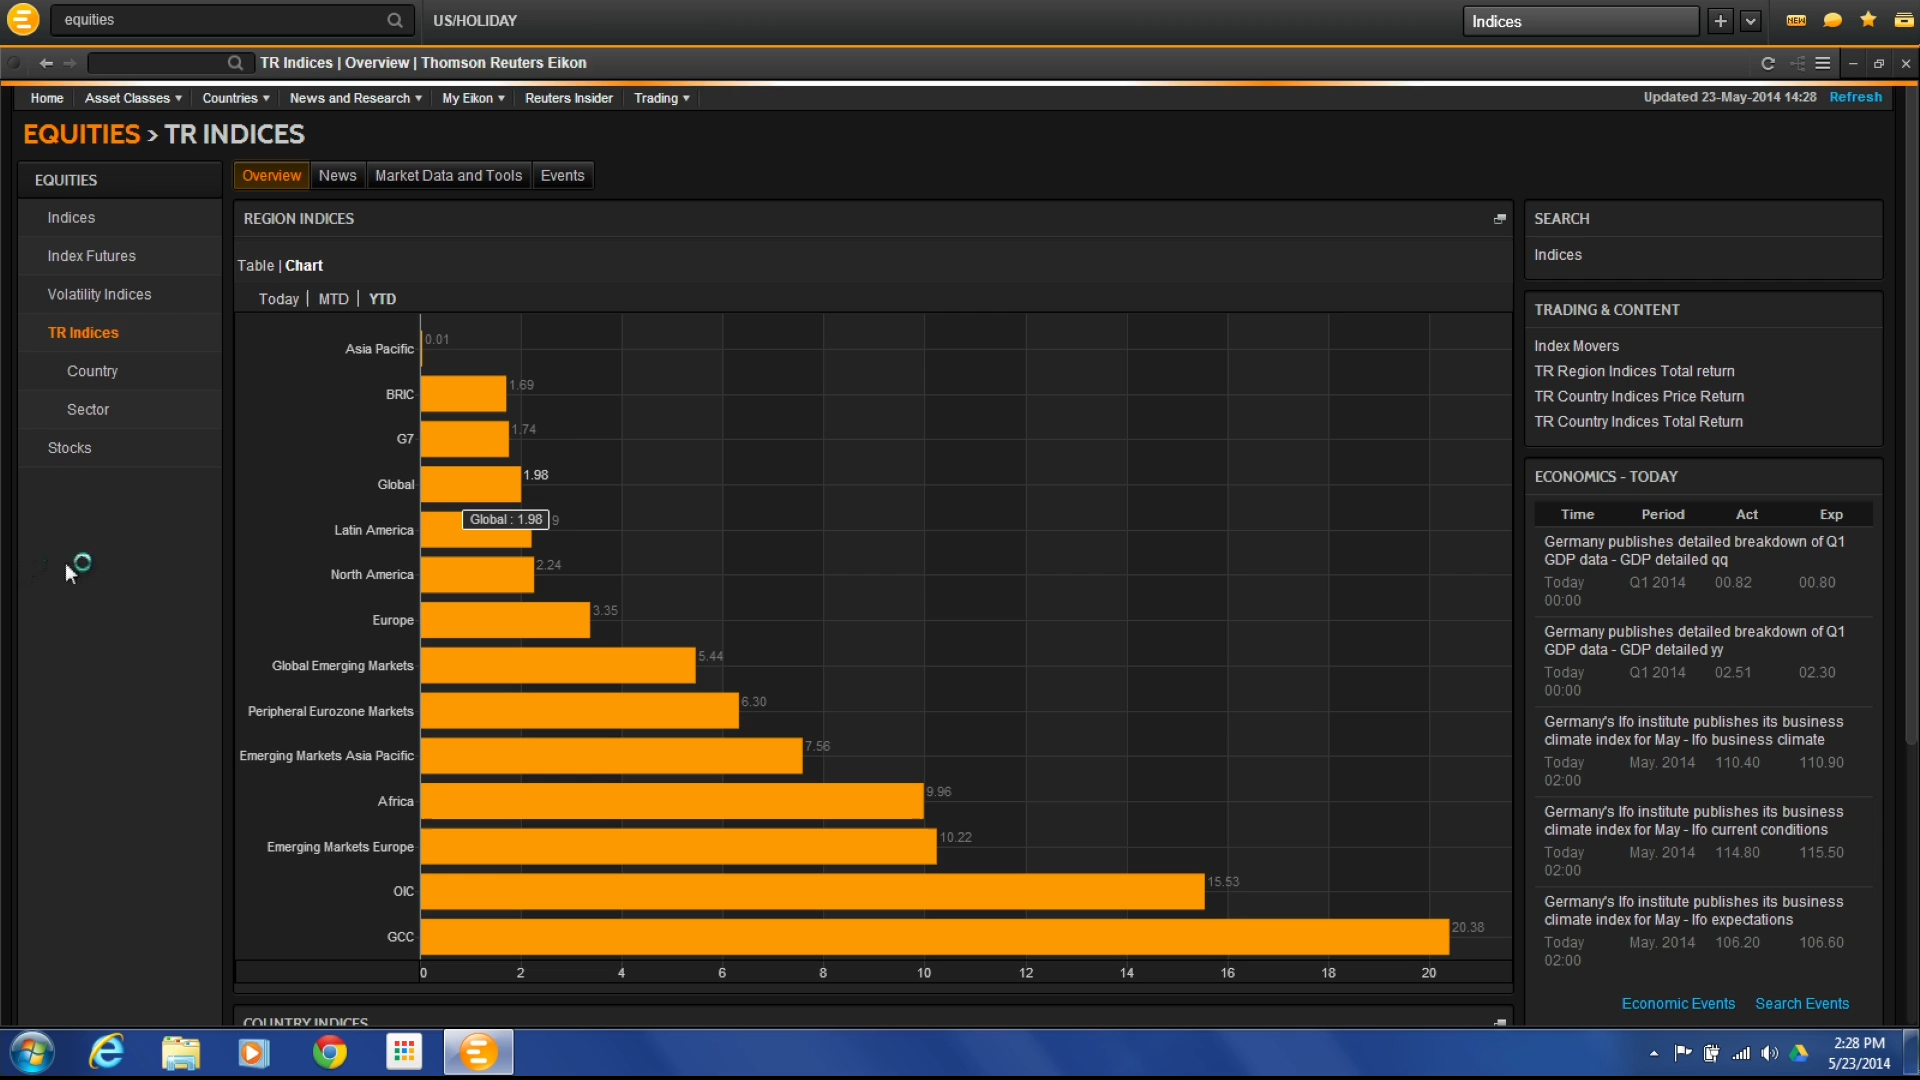 equities
US/HOLIDAY
Indices
NEW
TR Indices | Overview | Thomson Reuters Eikon
Home
Asset Classes
Countries
News and Research
My Eikon
Reuters Insider
Trading
Updated 23-May-2014 14:28 Refresh
EQUITIES > TR INDICES
EQUITIES
Indices
Index Futures
Volatility Indices
TR Indices
Country
Sector
Stocks
Overview
News
Market Data and Tools
Events
REGION INDICES
Table | Chart
Today | MTD | YTD
Asia Pacific 0.01
BRIC 1.69
G7 1.74
Global 1.98
Global : 1.98
Latin America 9
North America 2.24
Europe 3.35
Global Emerging Markets 5.44
Peripheral Eurozone Markets 6.30
Emerging Markets Asia Pacific 7.56
Africa 9.96
Emerging Markets Europe 10.22
OIC 15.53
GCC 20.38
0 2 4 6 8 10 12 14 16 18 20
COUNTRY INDICES
SEARCH
Indices
TRADING & CONTENT
Index Movers
TR Region Indices Total return
TR Country Indices Price Return
TR Country Indices Total Return
ECONOMICS - TODAY
Time Period Act Exp
Germany publishes detailed breakdown of Q1
GDP data - GDP detailed qq
Today Q1 2014 00.82 00.80
00:00
Germany publishes detailed breakdown of Q1
GDP data - GDP detailed yy
Today Q1 2014 02.51 02.30
00:00
Germany's Ifo institute publishes its business
climate index for May - Ifo business climate
Today May. 2014 110.40 110.90
02:00
Germany's Ifo institute publishes its business
climate index for May - Ifo current conditions
Today May. 2014 114.80 115.50
02:00
Germany's Ifo institute publishes its business
climate index for May - Ifo expectations
Today May. 2014 106.20 106.60
02:00
Economic Events Search Events
2:28 PM
5/23/2014